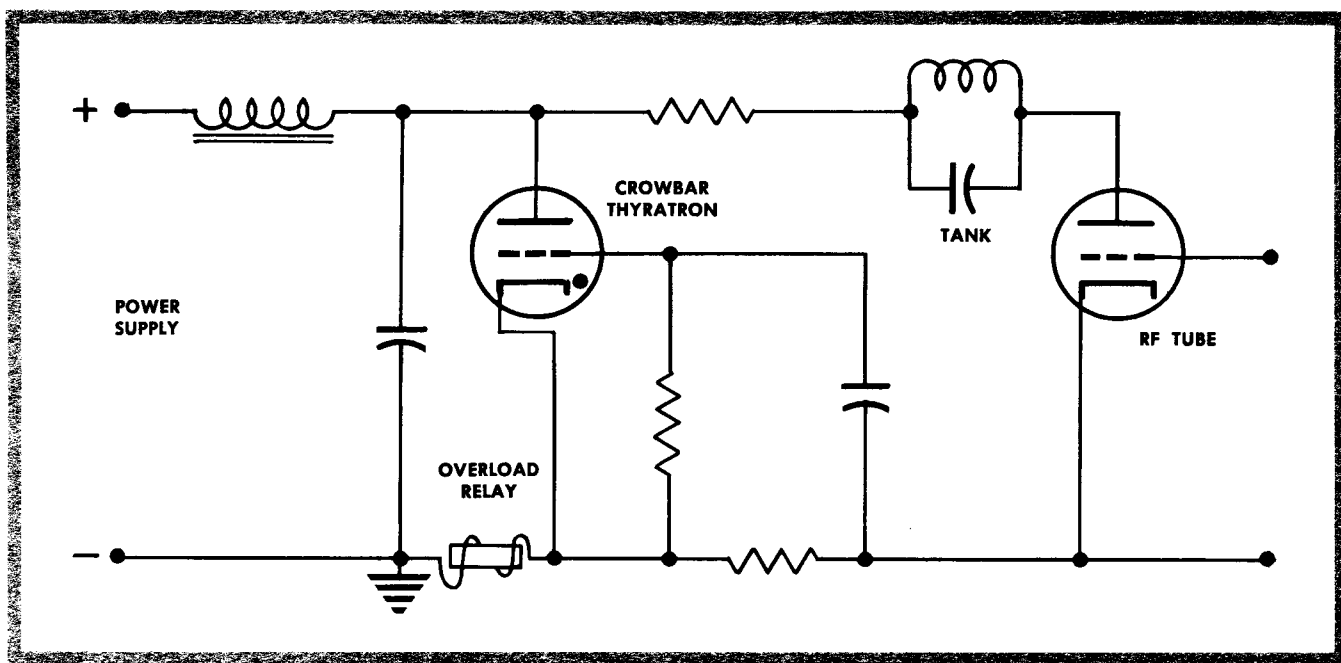 +
CROWBAR
THYRATRON
TANK
POWER
SUPPLY
RF TUBE
OVERLOAD
RELAY
−